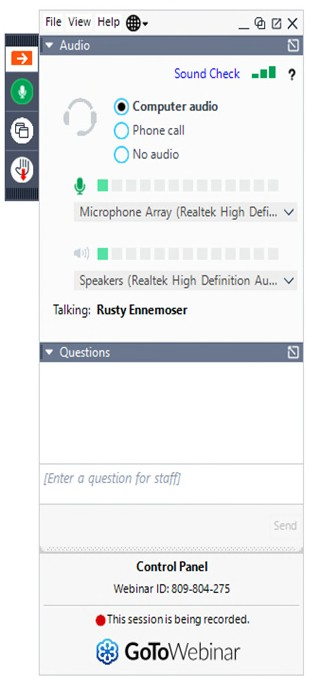 File View Help
Audio
Sound Check ?
Computer audio
Phone call
No audio
Microphone Array (Realtek High Defi...
Speakers (Realtek High Definition Au...
Talking: Rusty Ennemoser
Questions
[Enter a question for staff]
Send
Control Panel
Webinar ID: 809-804-275
This session is being recorded.
GoToWebinar